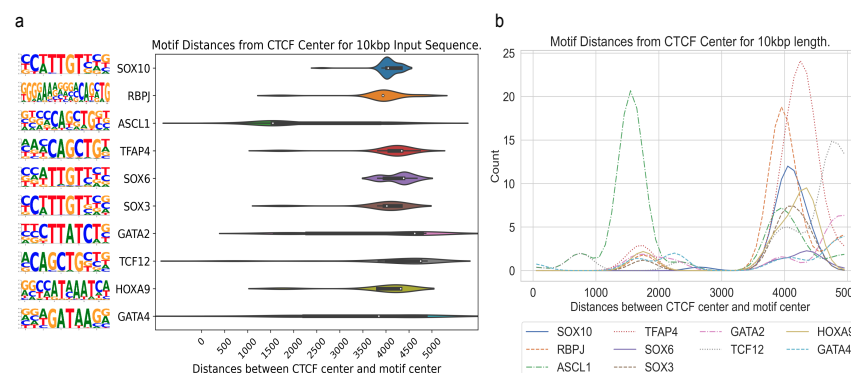 a
Motif Distances from CTCF Center for 10kbp Input Sequence.
SOX10
RBPJ
ASCL1
TFAP4
SOX6
SOX3
GATA2
TCF12
HOXA9
GATA4
0 500 1000 1500 2000 2500 3000 3500 4000 4500 5000
Distances between CTCF center and motif center
b
Motif Distances from CTCF Center for 10kbp length.
Count
25
20
15
10
5
0
0 1000 2000 3000 4000 500
Distances between CTCF center and motif center
SOX10 TFAP4 GATA2 HOXA9
RBPJ SOX6 TCF12 GATA4
ASCL1 SOX3